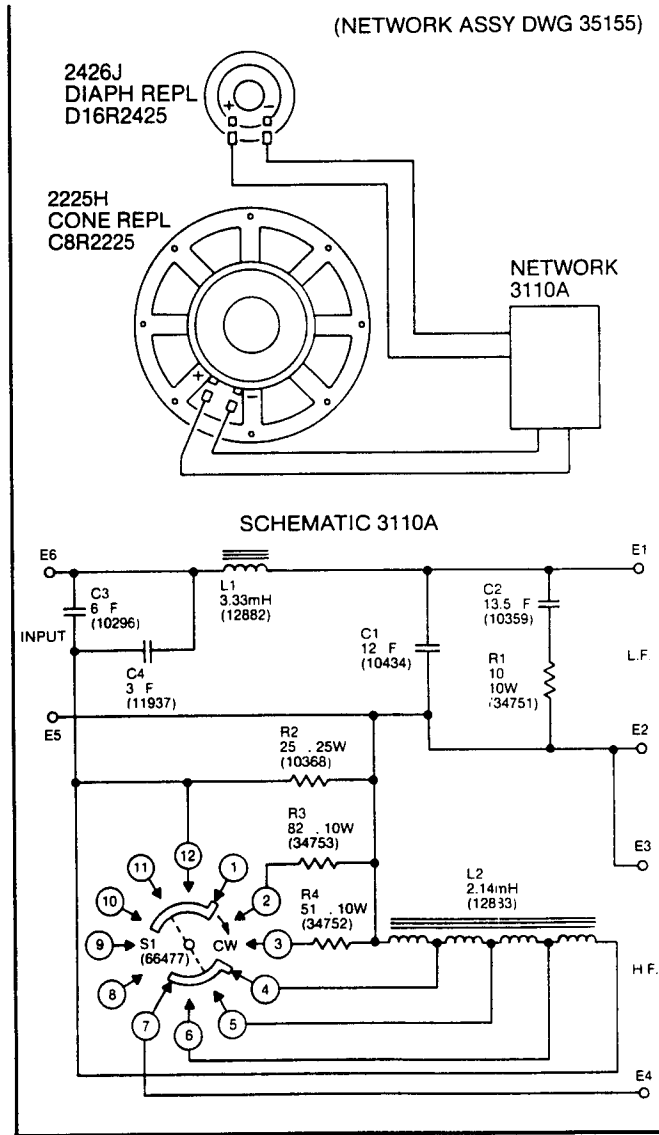 (NETWORK ASSY DWG 35155)
2426J
DIAPH REPL
D16R2425
+ −
2225H
CONE REPL
C8R2225
NETWORK
3110A
+ −
SCHEMATIC 3110A
E6
E1
C3
6 F
(10296)
L1
3.33mH
(12882)
C2
13.5 F
(10359)
INPUT
C1
12 F
(10434)
C4
3 F
(11937)
R1
10
10W
(34751)
L.F.
E5
E2
R2
25 . 25W
(10368)
R3
82 . 10W
(34753)
E3
12
11
1
10
2
R4
51 . 10W
(34752)
L2
2.14mH
(12883)
9
S1
(66477)
CW
3
H F.
8
4
7
5
6
E4